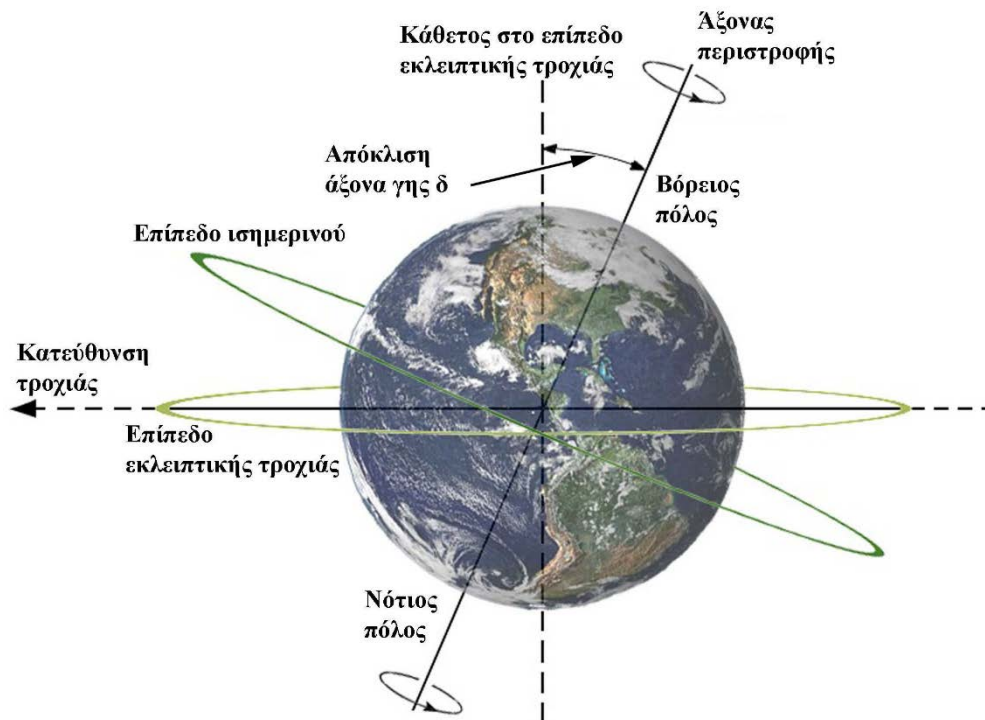 Κάθετος στο επίπεδο
εκλειπτικής τροχιάς
Άξονας
περιστροφής
Απόκλιση
άξονα γης δ
Βόρειος
πόλος
Επίπεδο ισημερινού
Κατεύθυνση
τροχιάς
Επίπεδο
εκλειπτικής τροχιάς
Νότιος
πόλος